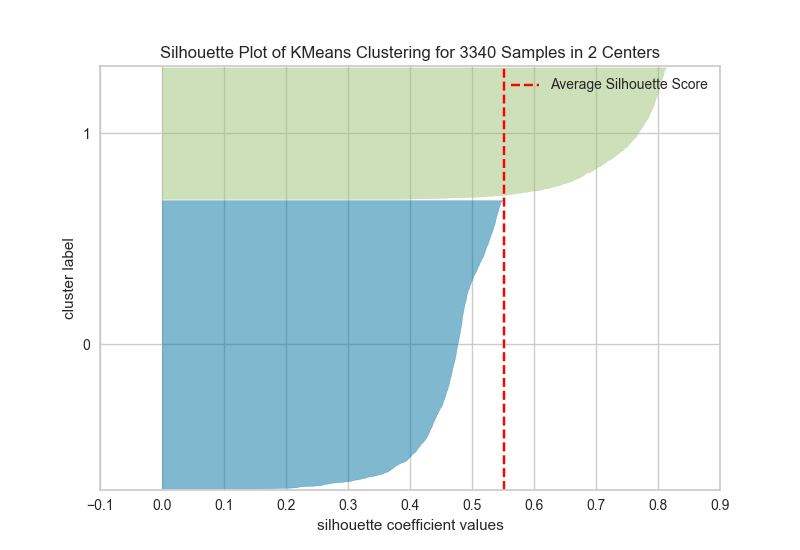 Silhouette Plot of KMeans Clustering for 3340 Samples in 2 Centers
Average Silhouette Score
1
0
cluster label
−0.1 0.0 0.1 0.2 0.3 0.4 0.5 0.6 0.7 0.8 0.9
silhouette coefficient values